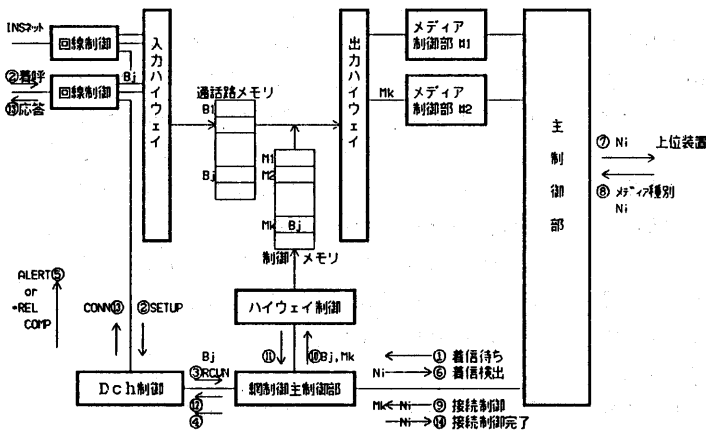 INSネット
回線制御
②着呼
⑬応答
回線制御
Bj
入力ハイウェイ
通話路メモリ
B1
Bj
M1
M2
Mk Bj
制御 メモリ
出力ハイウェイ
Mk
メディア
制御部 #1
メディア
制御部 #2
主制御部
⑦ Ni 上位装置
⑧ メディア種別
Ni
ALERT⑤
or
•REL
COMP
CONN⑬
②SETUP
ハイウェイ制御
⑪
⑩Bj,Mk
Dch制御
Bj
③RCUN
⑫
④
網制御主制御部
① 着信待ち
Ni ⑥ 着信検出
Mk Ni ⑨ 接続制御
Ni ⑭ 接続制御完了